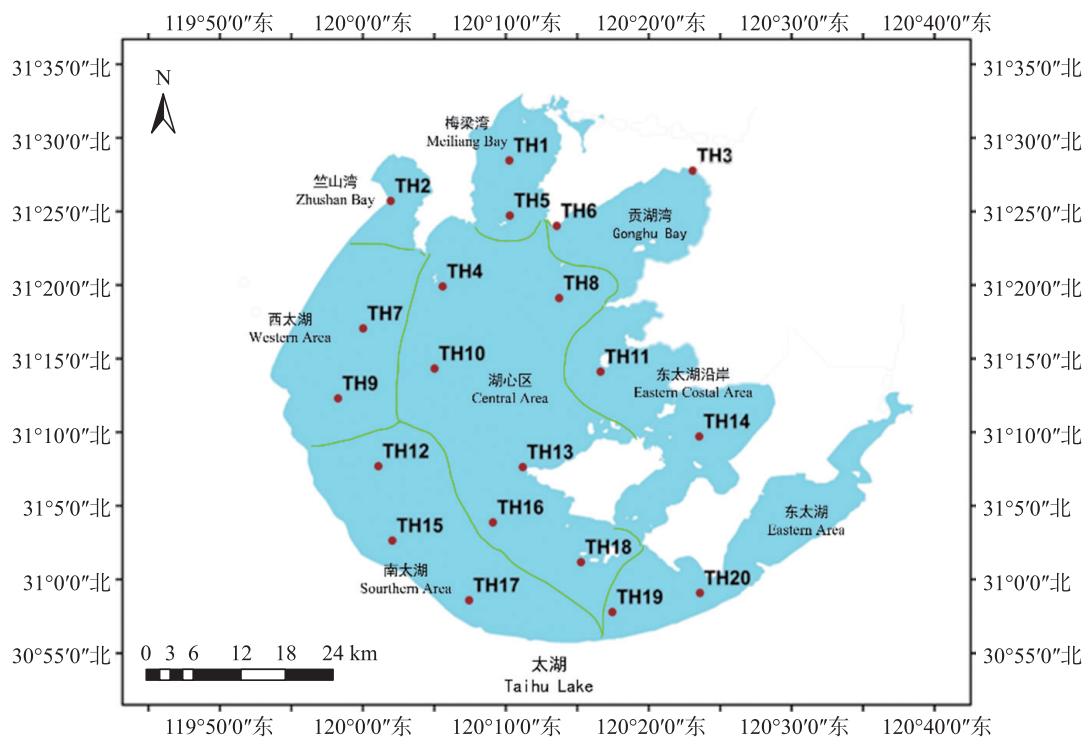 119°50′0″东 120°0′0″东 120°10′0″东 120°20′0″东 120°30′0″东 120°40′0″东
31°35′0″北 31°35′0″北
N
梅梁湾
Meiliang Bay
31°30′0″北 31°30′0″北
TH1
TH3
竺山湾
Zhushan Bay
TH2
31°25′0″北 31°25′0″北
TH5
TH6
贡湖湾
Gonghu Bay
TH4
TH8
31°20′0″北 31°20′0″北
西太湖
Western Area
TH7
31°15′0″北 31°15′0″北
TH10
TH11
湖心区
Central Area
东太湖沿岸
Eastern Costal Area
TH9
TH14
31°10′0″北 31°10′0″北
TH12
TH13
31°5′0″北 31°5′0″北
TH16
东太湖
Eastern Area
TH15
TH18
31°0′0″北 31°0′0″北
南太湖
Sourthern Area
TH17
TH19
TH20
30°55′0″北 30°55′0″北
0 3 6 12 18 24 km
太湖
Taihu Lake
119°50′0″东 120°0′0″东 120°10′0″东 120°20′0″东 120°30′0″东 120°40′0″东